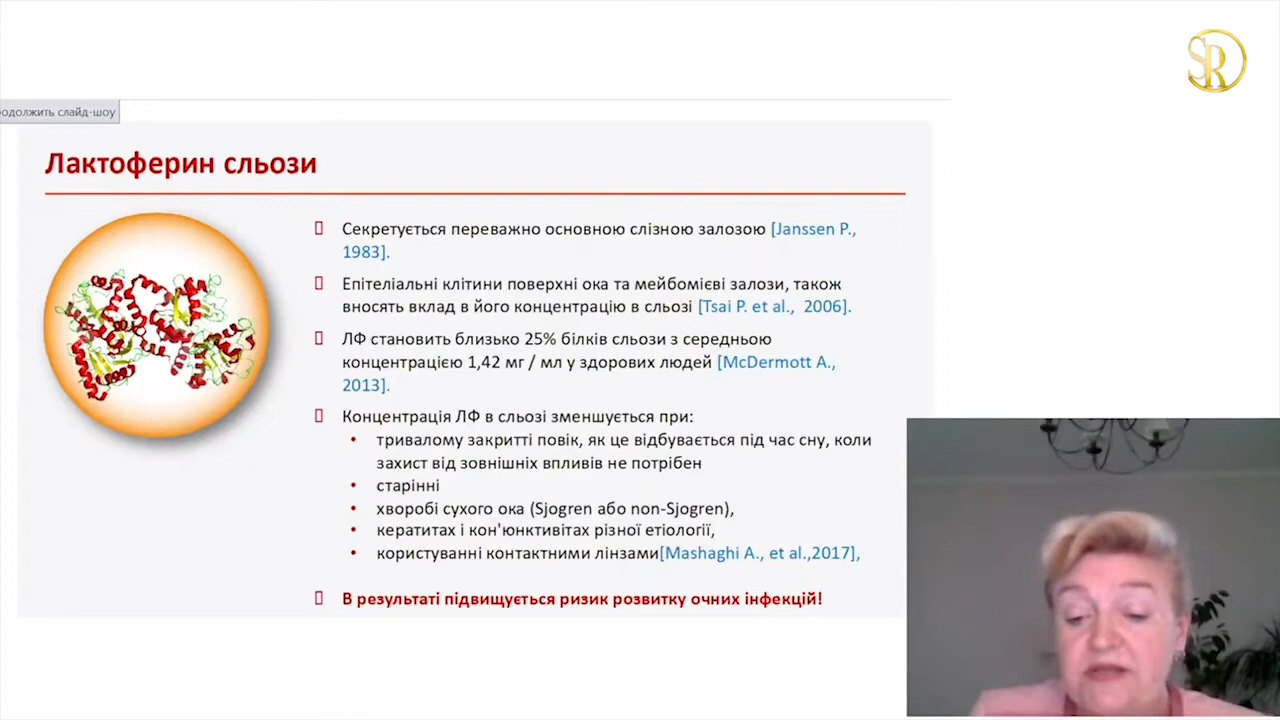 SR
родолжить слайд-шоу
Лактоферин сльози
Секретується переважно основною слізною залозою [Janssen P.,
1983].
Епітеліальні клітини поверхні ока та мейбомієві залози, також
вносять вклад в його концентрацію в сльозі [Tsai P. et al., 2006].
ЛФ становить близько 25% білків сльози з середньою
концентрацією 1,42 мг / мл у здорових людей [McDermott A.,
2013].
Концентрація ЛФ в сльозі зменшується при:
• тривалому закритті повік, як це відбувається під час сну, коли
захист від зовнішніх впливів не потрібен
• старінні
• хворобі сухого ока (Sjogren або non-Sjogren),
• кератитах і кон'юнктивітах різної етіології,
• користуванні контактними лінзами[Mashaghi A., et al.,2017],
В результаті підвищується ризик розвитку очних інфекцій!